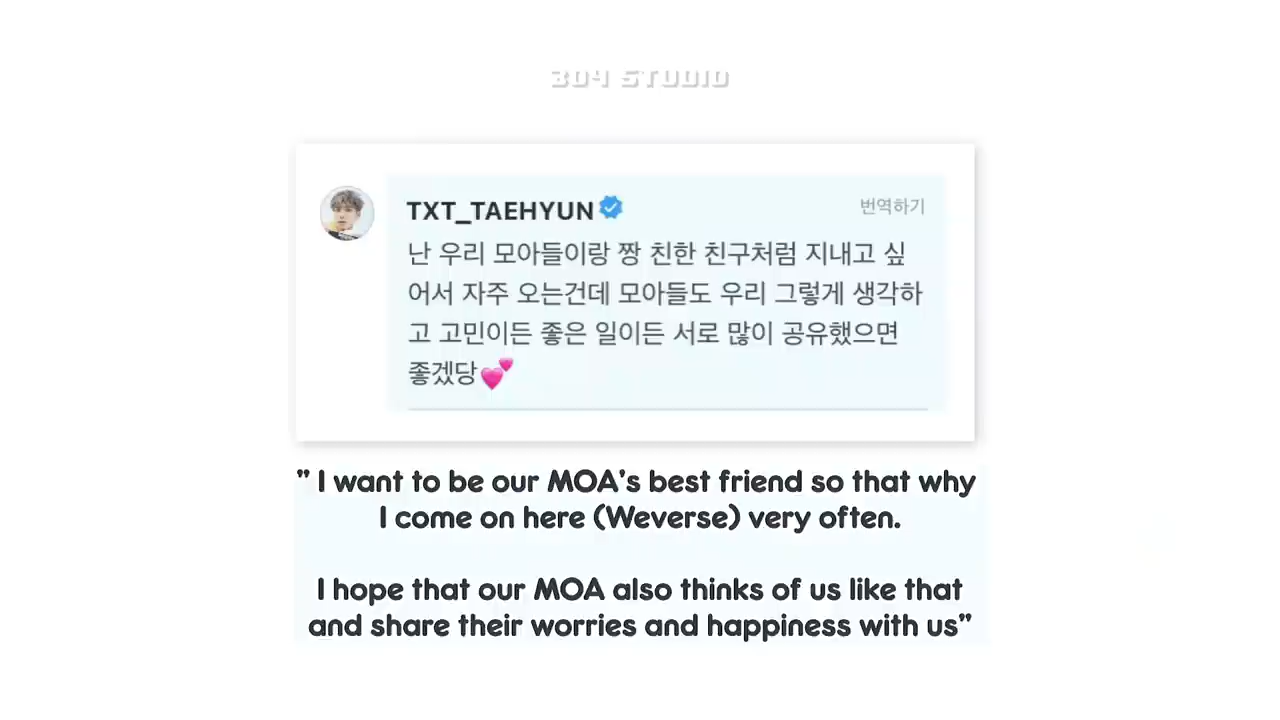 304 STUDIO
TXT_TAEHYUN
번역하기
난 우리 모아들이랑 짱 친한 친구처럼 지내고 싶
어서 자주 오는건데 모아들도 우리 그렇게 생각하
고 고민이든 좋은 일이든 서로 많이 공유했으면
좋겠당💕
" I want to be our MOA's best friend so that why
I come on here (Weverse) very often.
I hope that our MOA also thinks of us like that
and share their worries and happiness with us"